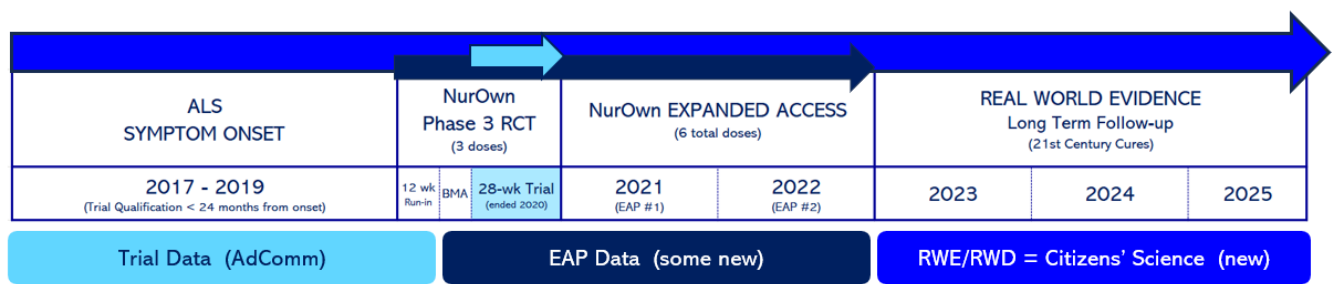 ALS
SYMPTOM ONSET
NurOwn
Phase 3 RCT
(3 doses)
NurOwn EXPANDED ACCESS
(6 total doses)
REAL WORLD EVIDENCE
Long Term Follow-up
(21st Century Cures)
2017 - 2019
(Trial Qualification < 24 months from onset)
12 wk
Run-in
BMA
28-wk Trial
(ended 2020)
2021
(EAP #1)
2022
(EAP #2)
2023
2024
2025
Trial Data (AdComm)
EAP Data (some new)
RWE/RWD = Citizens’ Science (new)